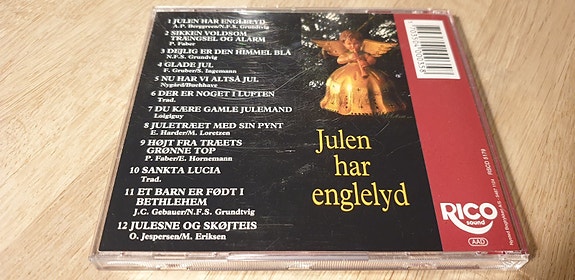 1 JULEN HAR ENGLELYD
A.P. Berggreen/N.F.S. Grundtvig
2 SIKKEN VOLDSOM
TRÆNGSEL OG ALARM
P. Faber
3 DEJLIG ER DEN HIMMEL BLÅ
N.F.S. Grundtvig
4 GLADE JUL
F. Gruber/S. Ingemann
5 NU HAR VI ALTSÅ JUL
Nygård/Buchhave
6 DER ER NOGET I LUFTEN
Trad.
7 DU KÆRE GAMLE JULEMAND
Loigiguy
8 JULETRÆET MED SIN PYNT
E. Harder/M. Loretzen
9 HØJT FRA TRÆETS
GRØNNE TOP
P. Faber/E. Hornemann
10 SANKTA LUCIA
Trad.
11 ET BARN ER FØDT I
BETHLEHEM
J.C. Gebauer/N.F.S. Grundtvig
12 JULESNE OG SKØJTEIS
O. Jespersen/M. Eriksen
Julen
har
englelyd
RICO
sound
AAD